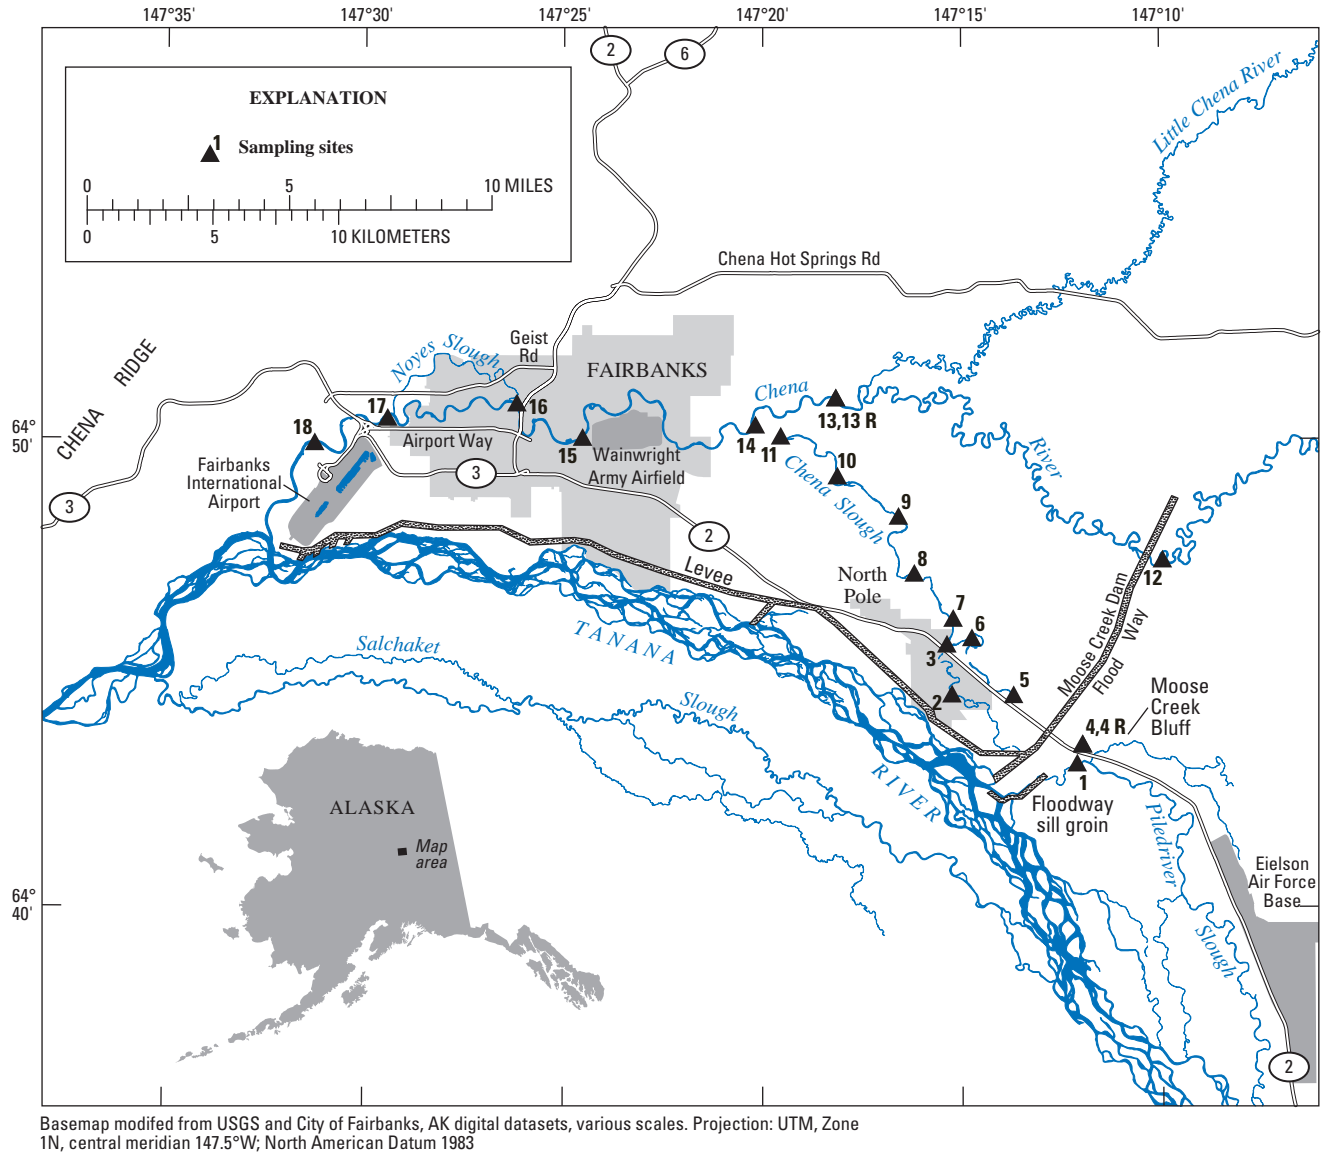 147°35'
147°30'
147°25'
147°20'
147°15'
147°10'
2
6
EXPLANATION
1
Sampling sites
0
5
10 MILES
0
5
10 KILOMETERS
Little Chena River
Chena Hot Springs Rd
CHENA RIDGE
Geist
Rd
Noyes Slough
FAIRBANKS
Chena
River
17
16
18
15
14
11
13,13 R
10
9
8
7
6
3
5
2
12
4,4 R
1
64°
50'
Airport Way
Wainwright
Army Airfield
Fairbanks
International
Airport
3
3
2
Chena Slough
Levee
North
Pole
Moose Creek Dam
Flood Way
Moose
Creek
Bluff
TANANA
RIVER
Salchaket
Slough
Floodway
sill groin
Piledriver
Slough
Eielson
Air Force
Base
ALASKA
Map
area
64°
40'
2
Basemap modifed from USGS and City of Fairbanks, AK digital datasets, various scales. Projection: UTM, Zone
1N, central meridian 147.5°W; North American Datum 1983